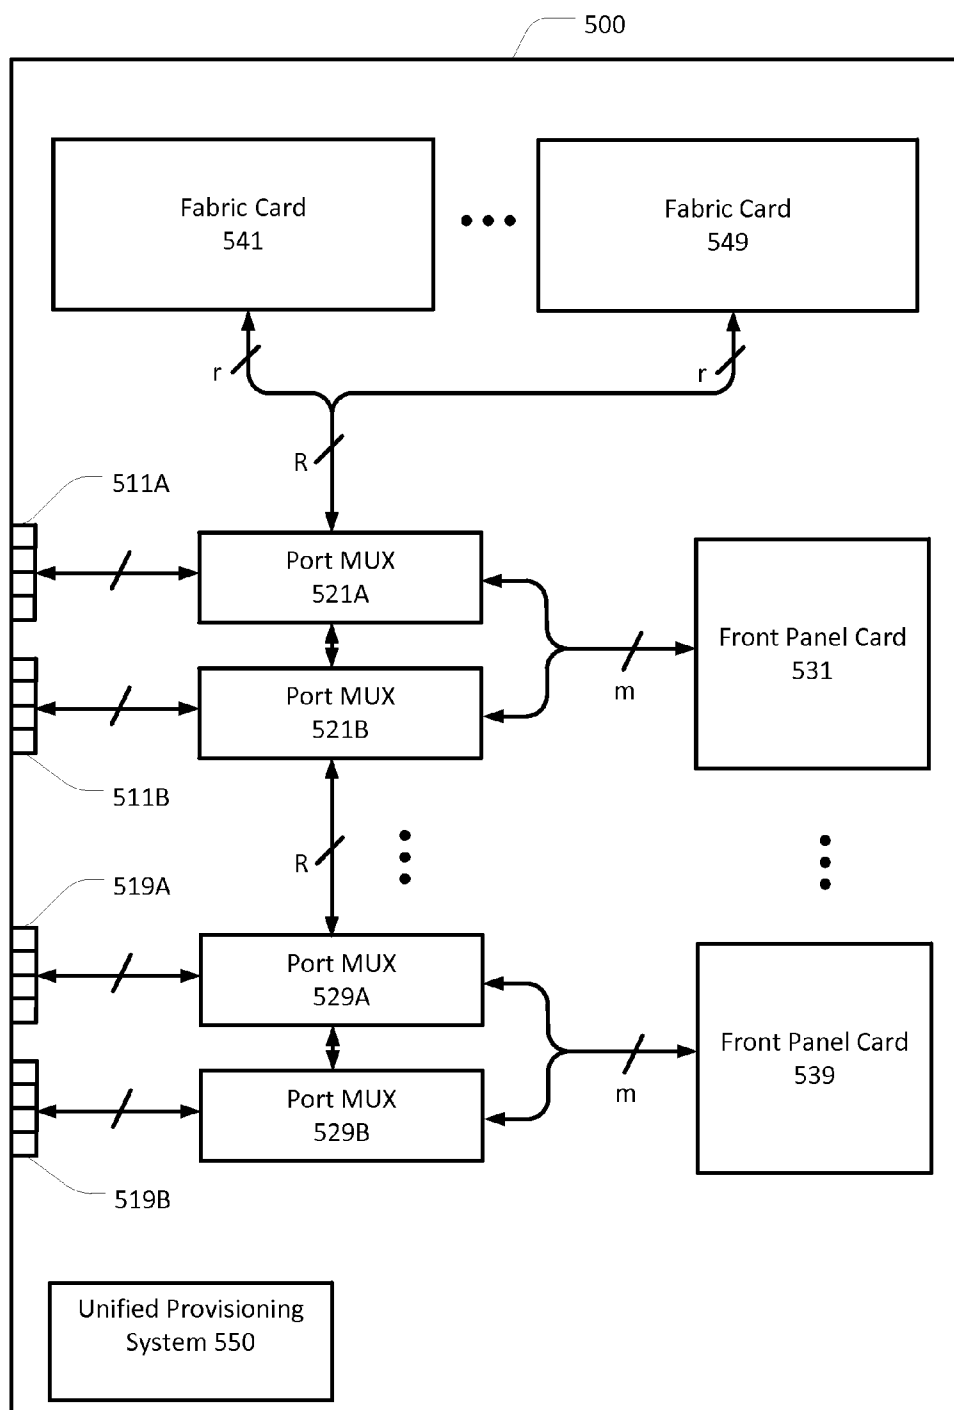 500
Fabric Card
541
Fabric Card
549
r
r
R
511A
Port MUX
521A
Front Panel Card
531
m
Port MUX
521B
511B
R
519A
Port MUX
529A
Front Panel Card
539
m
Port MUX
529B
519B
Unified Provisioning
System 550